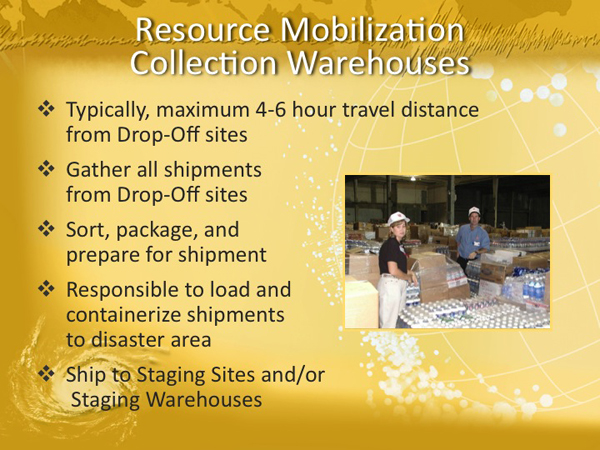 Resource Mobilization
Collection Warehouses
❖ Typically, maximum 4-6 hour travel distance
from Drop-Off sites
❖ Gather all shipments
from Drop-Off sites
❖ Sort, package, and
prepare for shipment
❖ Responsible to load and
containerize shipments
to disaster area
❖ Ship to Staging Sites and/or
Staging Warehouses